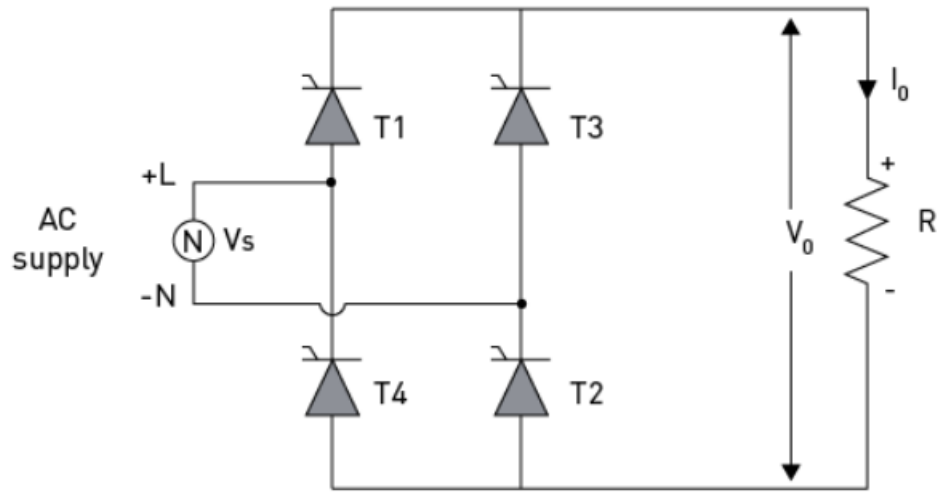 T1
T3
+L
AC
supply
N
Vs
-N
T4
T2
V0
I0
+
R
-